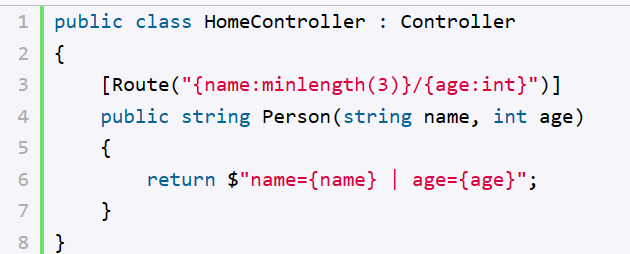 1 public class HomeController : Controller
2 {
3     [Route("{name:minlength(3)}/{age:int}")]
4     public string Person(string name, int age)
5     {
6         return $"name={name} | age={age}";
7     }
8 }